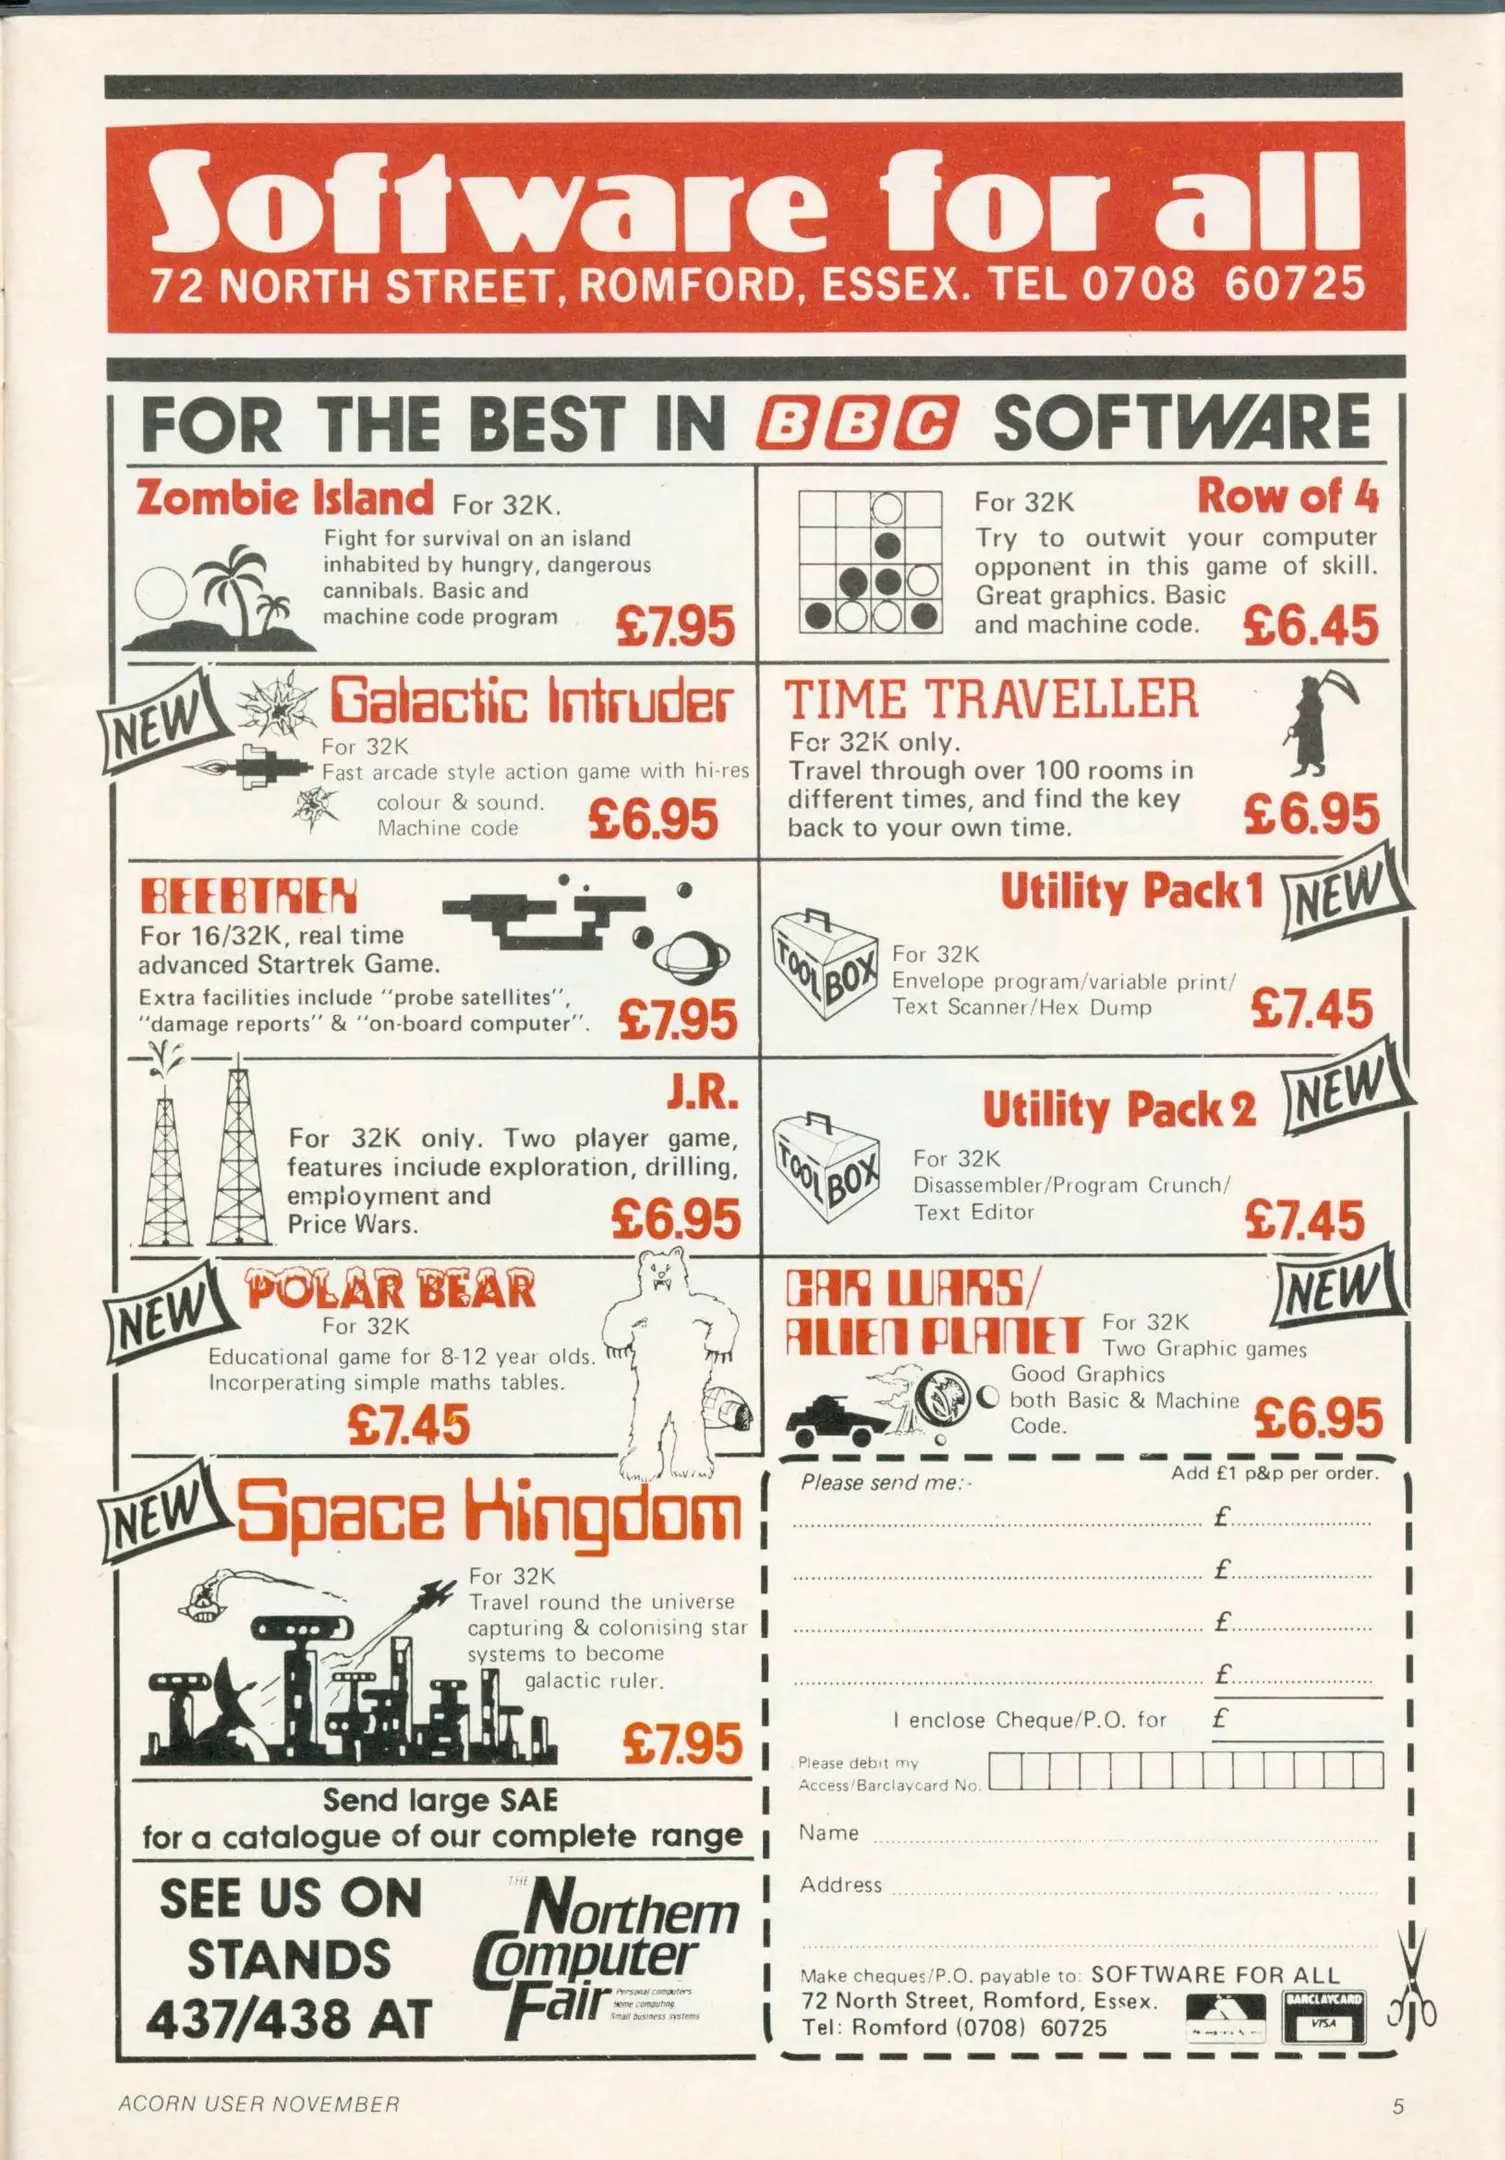 Software for all
72 NORTH STREET, ROMFORD, ESSEX. TEL 0708 60725
FOR THE BEST IN BBC SOFTWARE
Zombie Island For 32K.
Fight for survival on an island
inhabited by hungry, dangerous
cannibals. Basic and
machine code program
£7.95
For 32K Row of 4
Try to outwit your computer
opponent in this game of skill.
Great graphics. Basic
and machine code.
£6.45
NEW
Galactic Intruder
For 32K
Fast arcade style action game with hi-res
colour & sound.
Machine code
£6.95
TIME TRAVELLER
For 32K only.
Travel through over 100 rooms in
different times, and find the key
back to your own time.
£6.95
BEEBTREK
For 16/32K, real time
advanced Startrek Game.
Extra facilities include "probe satellites",
"damage reports" & "on-board computer".
£7.95
Utility Pack 1
NEW
TOOL BOX
For 32K
Envelope program/variable print/
Text Scanner/Hex Dump
£7.45
J.R.
For 32K only. Two player game,
features include exploration, drilling,
employment and
Price Wars.
£6.95
Utility Pack 2
NEW
TOOL BOX
For 32K
Disassembler/Program Crunch/
Text Editor
£7.45
NEW
POLAR BEAR
For 32K
Educational game for 8-12 year olds.
Incorperating simple maths tables.
£7.45
CAR WARS/
ALIEN PLANET
NEW
For 32K
Two Graphic games
Good Graphics
both Basic & Machine
Code.
£6.95
NEW
Space Kingdom
For 32K
Travel round the universe
capturing & colonising star
systems to become
galactic ruler.
£7.95
Send large SAE
for a catalogue of our complete range
SEE US ON
STANDS
437/438 AT
THE Northern
Computer
Fair
Personal computers
Home computing
Small business systems
Please send me:- Add £1 p&p per order.
£
£
£
£
I enclose Cheque/P.O. for £
Please debit my
Access/Barclaycard No.
Name
Address
Make cheques/P.O. payable to: SOFTWARE FOR ALL
72 North Street, Romford, Essex.
Tel: Romford (0708) 60725
BARCLAYCARD
VISA
ACORN USER NOVEMBER 5